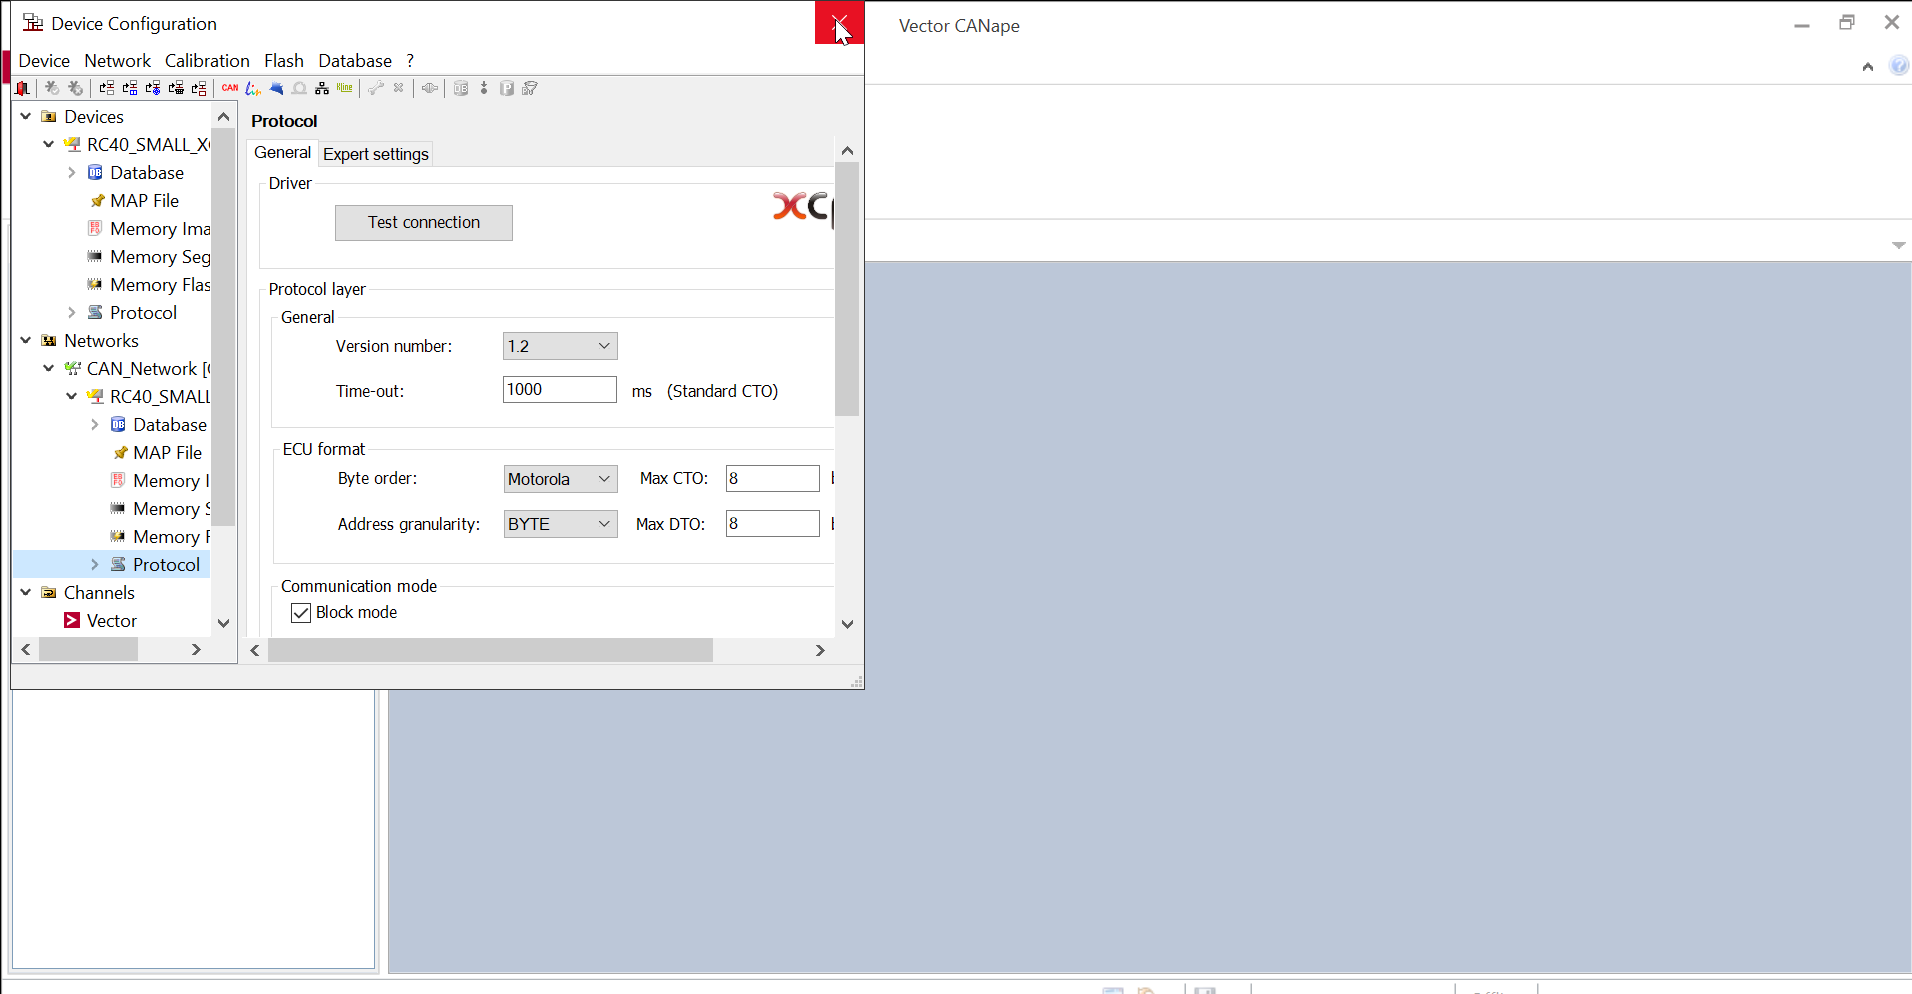 Device Configuration
Vector CANape
Device Network Calibration Flash Database ?
CAN
Kline
Devices
RC40_SMALL_X
Database
MAP File
Memory Ima
Memory Seg
Memory Flas
Protocol
Networks
CAN_Network [
RC40_SMALL
Database
MAP File
Memory I
Memory S
Memory F
Protocol
Channels
Vector
Protocol
General Expert settings
Driver
Test connection
xcp
Protocol layer
General
Version number: 1.2
Time-out: 1000 ms (Standard CTO)
ECU format
Byte order: Motorola Max CTO: 8
Address granularity: BYTE Max DTO: 8
Communication mode
Block mode